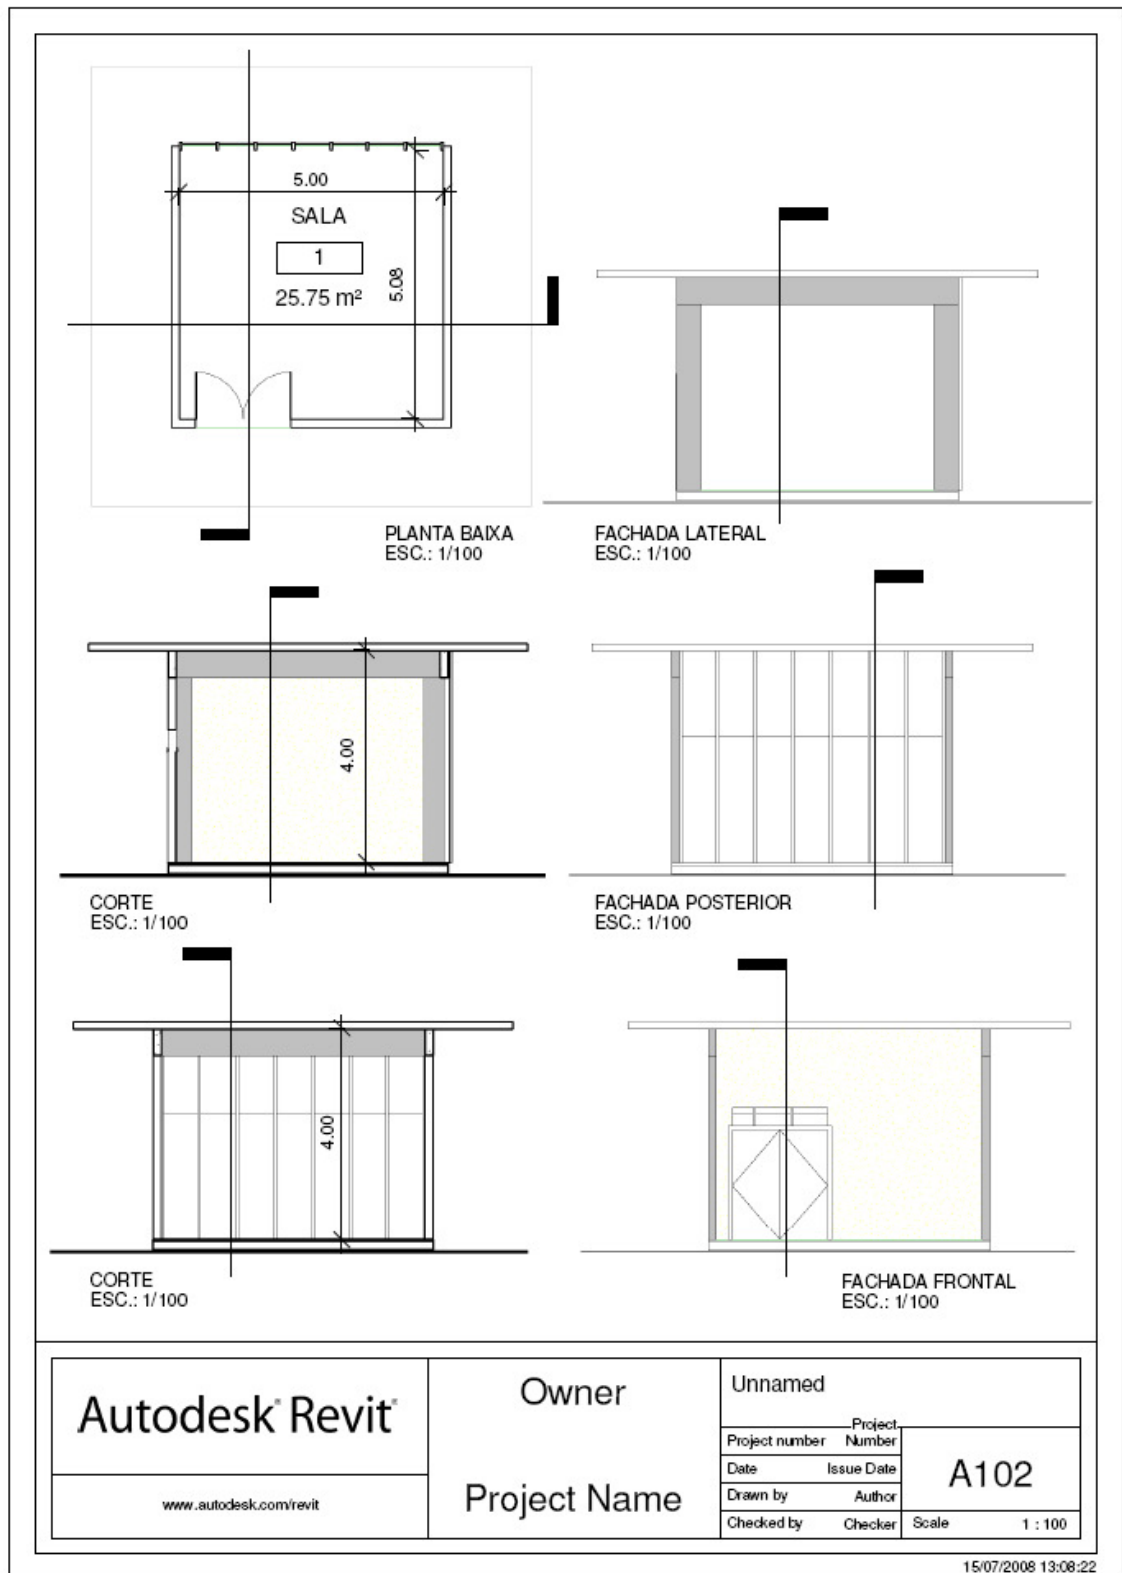 5.00
SALA
1
25.75 m²
5.08
PLANTA BAIXA
ESC.: 1/100
FACHADA LATERAL
ESC.: 1/100
4.00
CORTE
ESC.: 1/100
FACHADA POSTERIOR
ESC.: 1/100
4.00
CORTE
ESC.: 1/100
FACHADA FRONTAL
ESC.: 1/100
Autodesk® Revit®
www.autodesk.com/revit
Owner
Project Name
Unnamed
Project number Project Number
Date Issue Date
Drawn by Author
Checked by Checker
A102
Scale 1 : 100
15/07/2008 13:08:22